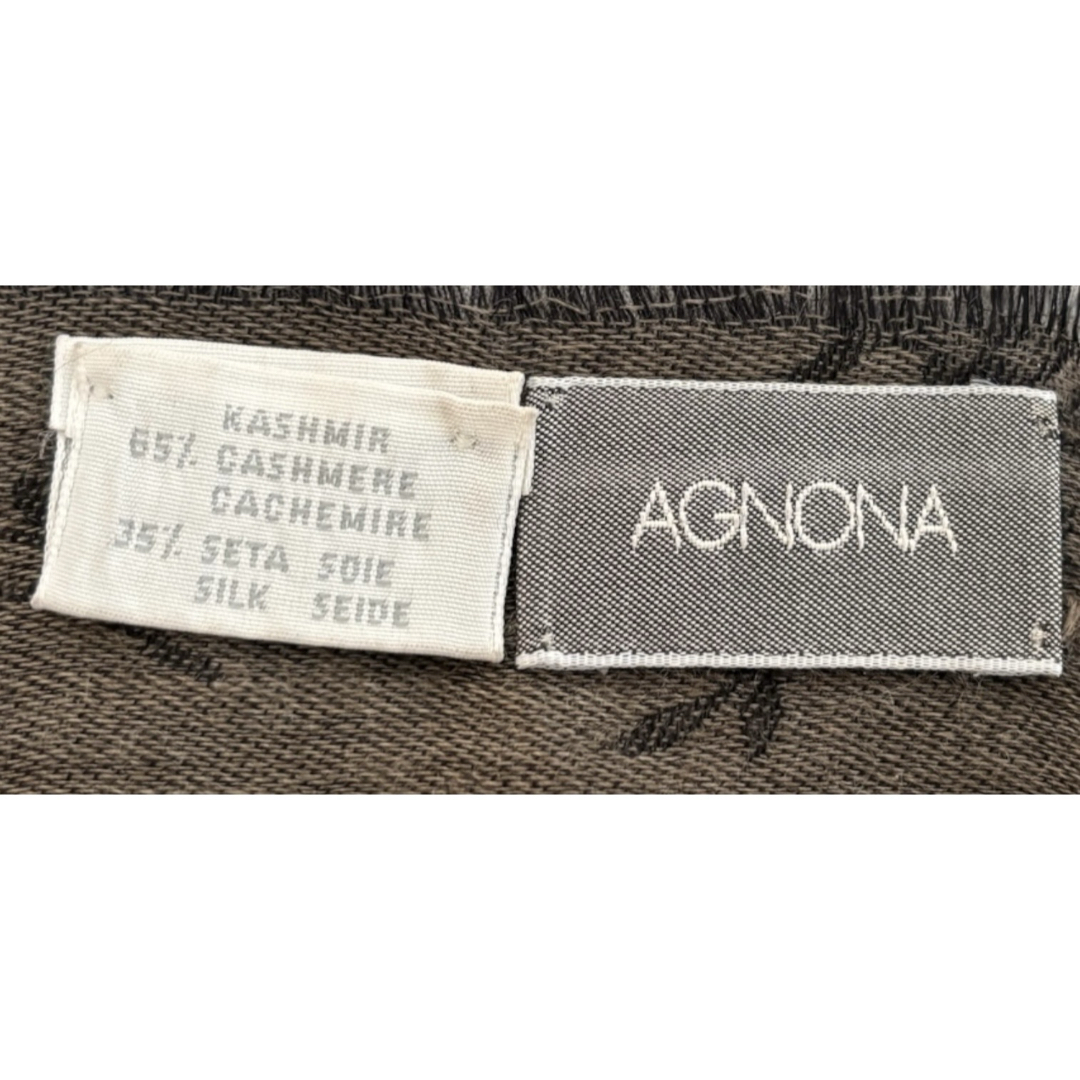 KASHMIR
65% CASHMERE
CACHEMIRE
35% SETA SOIE
SILK SEIDE
AGNONA